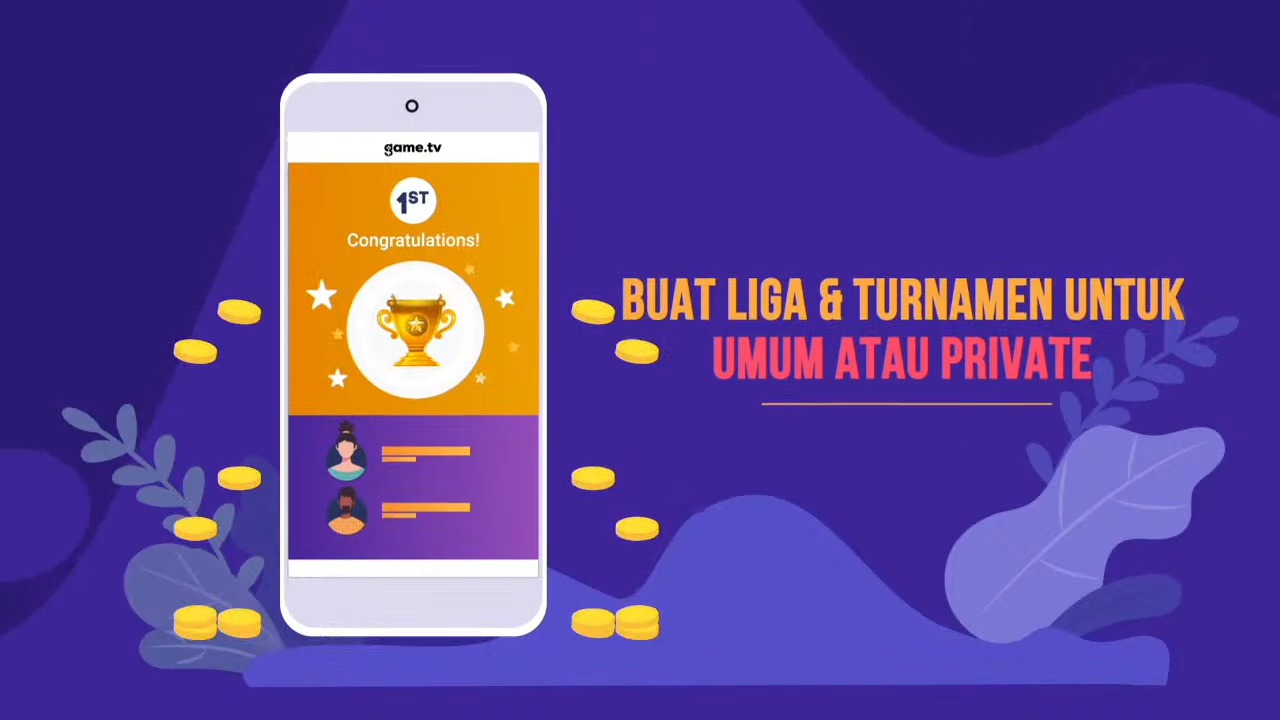 game.tv
1ST
Congratulations!
BUAT LIGA & TURNAMEN UNTUK
UMUM ATAU PRIVATE